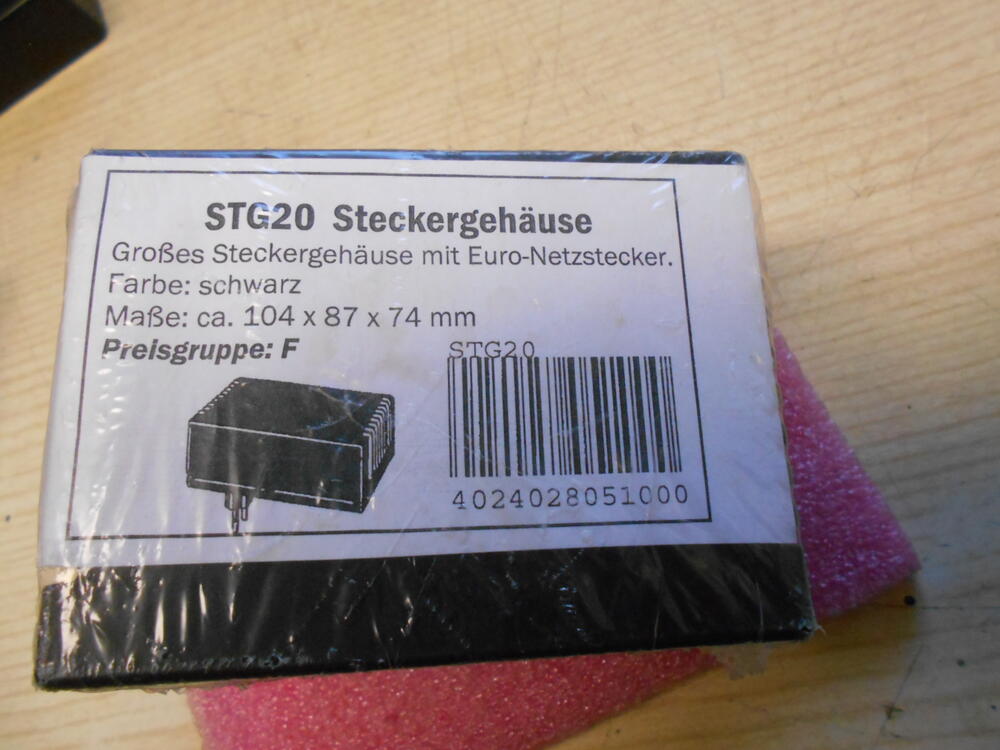 STG20 Steckergehäuse
Großes Steckergehäuse mit Euro-Netzstecker.
Farbe: schwarz
Maße: ca. 104 x 87 x 74 mm
Preisgruppe: F
STG20
4024028051000